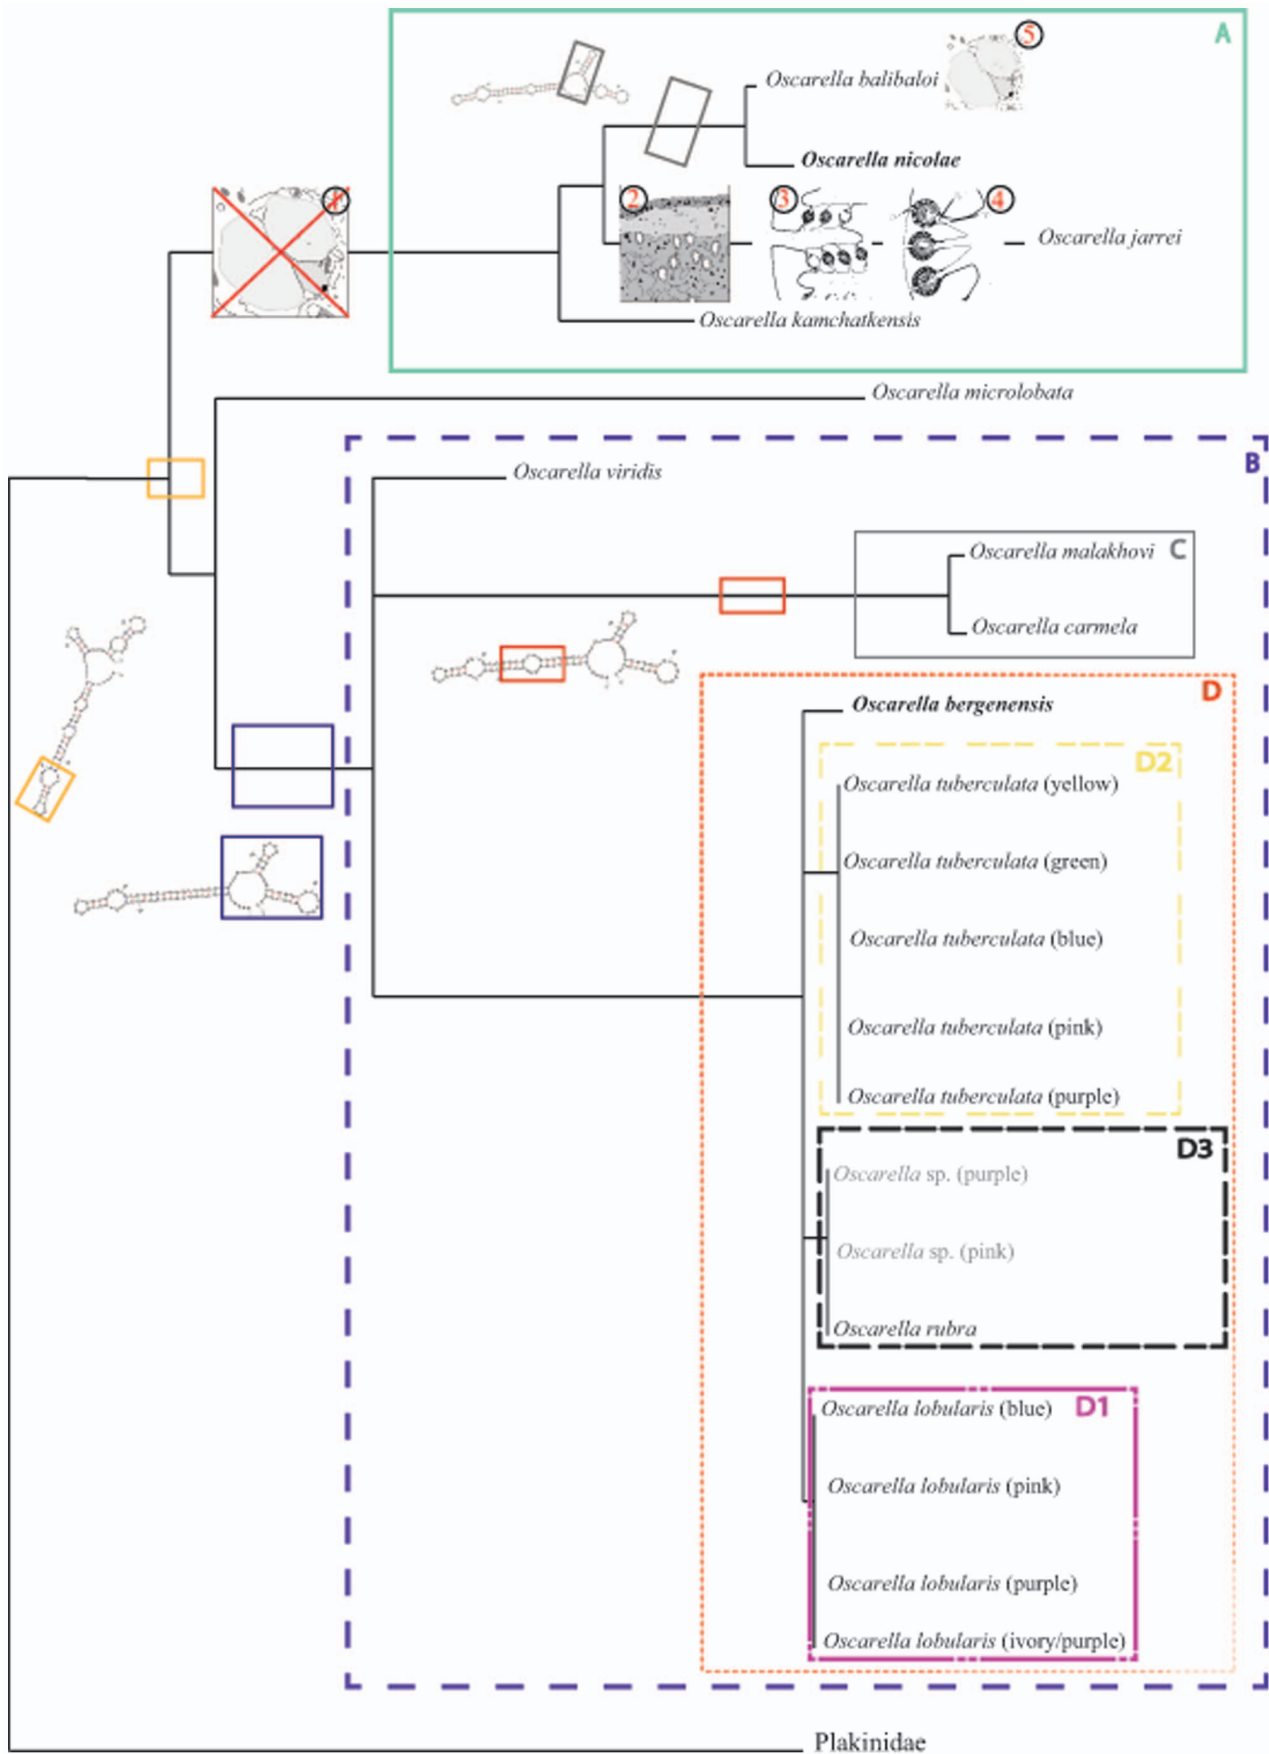 A
5
Oscarella balibaloi
Oscarella nicolae
1
2
3
4
Oscarella jarrei
Oscarella kamchatkensis
Oscarella microlobata
B
Oscarella viridis
Oscarella malakhovi
C
Oscarella carmela
D
Oscarella bergenensis
D2
Oscarella tuberculata (yellow)
Oscarella tuberculata (green)
Oscarella tuberculata (blue)
Oscarella tuberculata (pink)
Oscarella tuberculata (purple)
D3
Oscarella sp. (purple)
Oscarella sp. (pink)
Oscarella rubra
Oscarella lobularis (blue)
D1
Oscarella lobularis (pink)
Oscarella lobularis (purple)
Oscarella lobularis (ivory/purple)
Plakinidae